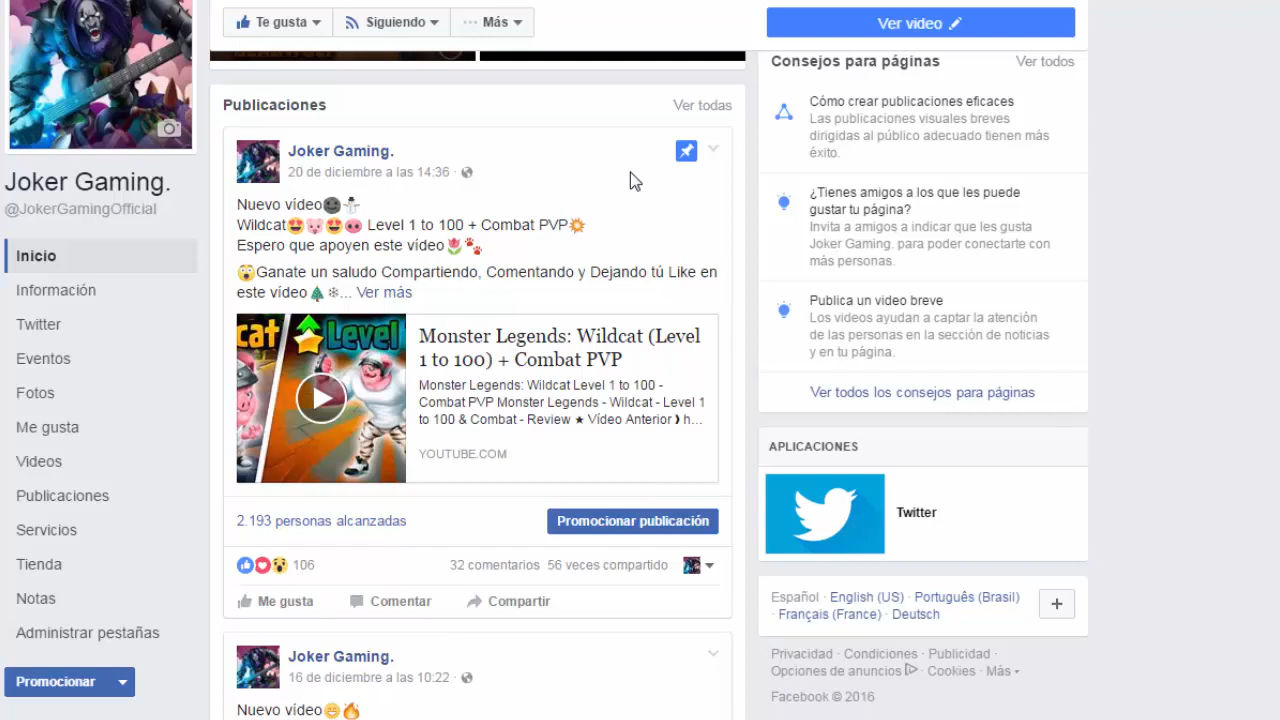 Te gusta
Siguiendo
Más
Ver video
Joker Gaming.
@JokerGamingOfficial
Inicio
Información
Twitter
Eventos
Fotos
Me gusta
Videos
Publicaciones
Servicios
Tienda
Notas
Administrar pestañas
Promocionar
Publicaciones
Ver todas
Joker Gaming.
20 de diciembre a las 14:36 ·
Nuevo vídeo🌚⛄
Wildcat😍🐷😍🐽 Level 1 to 100 + Combat PVP💥
Espero que apoyen este vídeo🌷🐾
😲Ganate un saludo Compartiendo, Comentando y Dejando tú Like en
este vídeo🎄❄... Ver más
cat
Level
Monster Legends: Wildcat (Level
1 to 100) + Combat PVP
Monster Legends: Wildcat Level 1 to 100 -
Combat PVP Monster Legends - Wildcat - Level 1
to 100 & Combat - Review ★ Vídeo Anterior ❩ h...
YOUTUBE.COM
2.193 personas alcanzadas
Promocionar publicación
106
32 comentarios 56 veces compartido
Me gusta
Comentar
Compartir
Joker Gaming.
16 de diciembre a las 10:22 ·
Nuevo vídeo😁🔥
Consejos para páginas
Ver todos
Cómo crear publicaciones eficaces
Las publicaciones visuales breves
dirigidas al público adecuado tienen más
éxito.
¿Tienes amigos a los que les puede
gustar tu página?
Invita a amigos a indicar que les gusta
Joker Gaming. para poder conectarte con
más personas.
Publica un video breve
Los videos ayudan a captar la atención
de las personas en la sección de noticias
y en tu página.
Ver todos los consejos para páginas
APLICACIONES
Twitter
Español · English (US) · Português (Brasil)
· Français (France) · Deutsch
Privacidad · Condiciones · Publicidad ·
Opciones de anuncios · Cookies · Más
Facebook © 2016